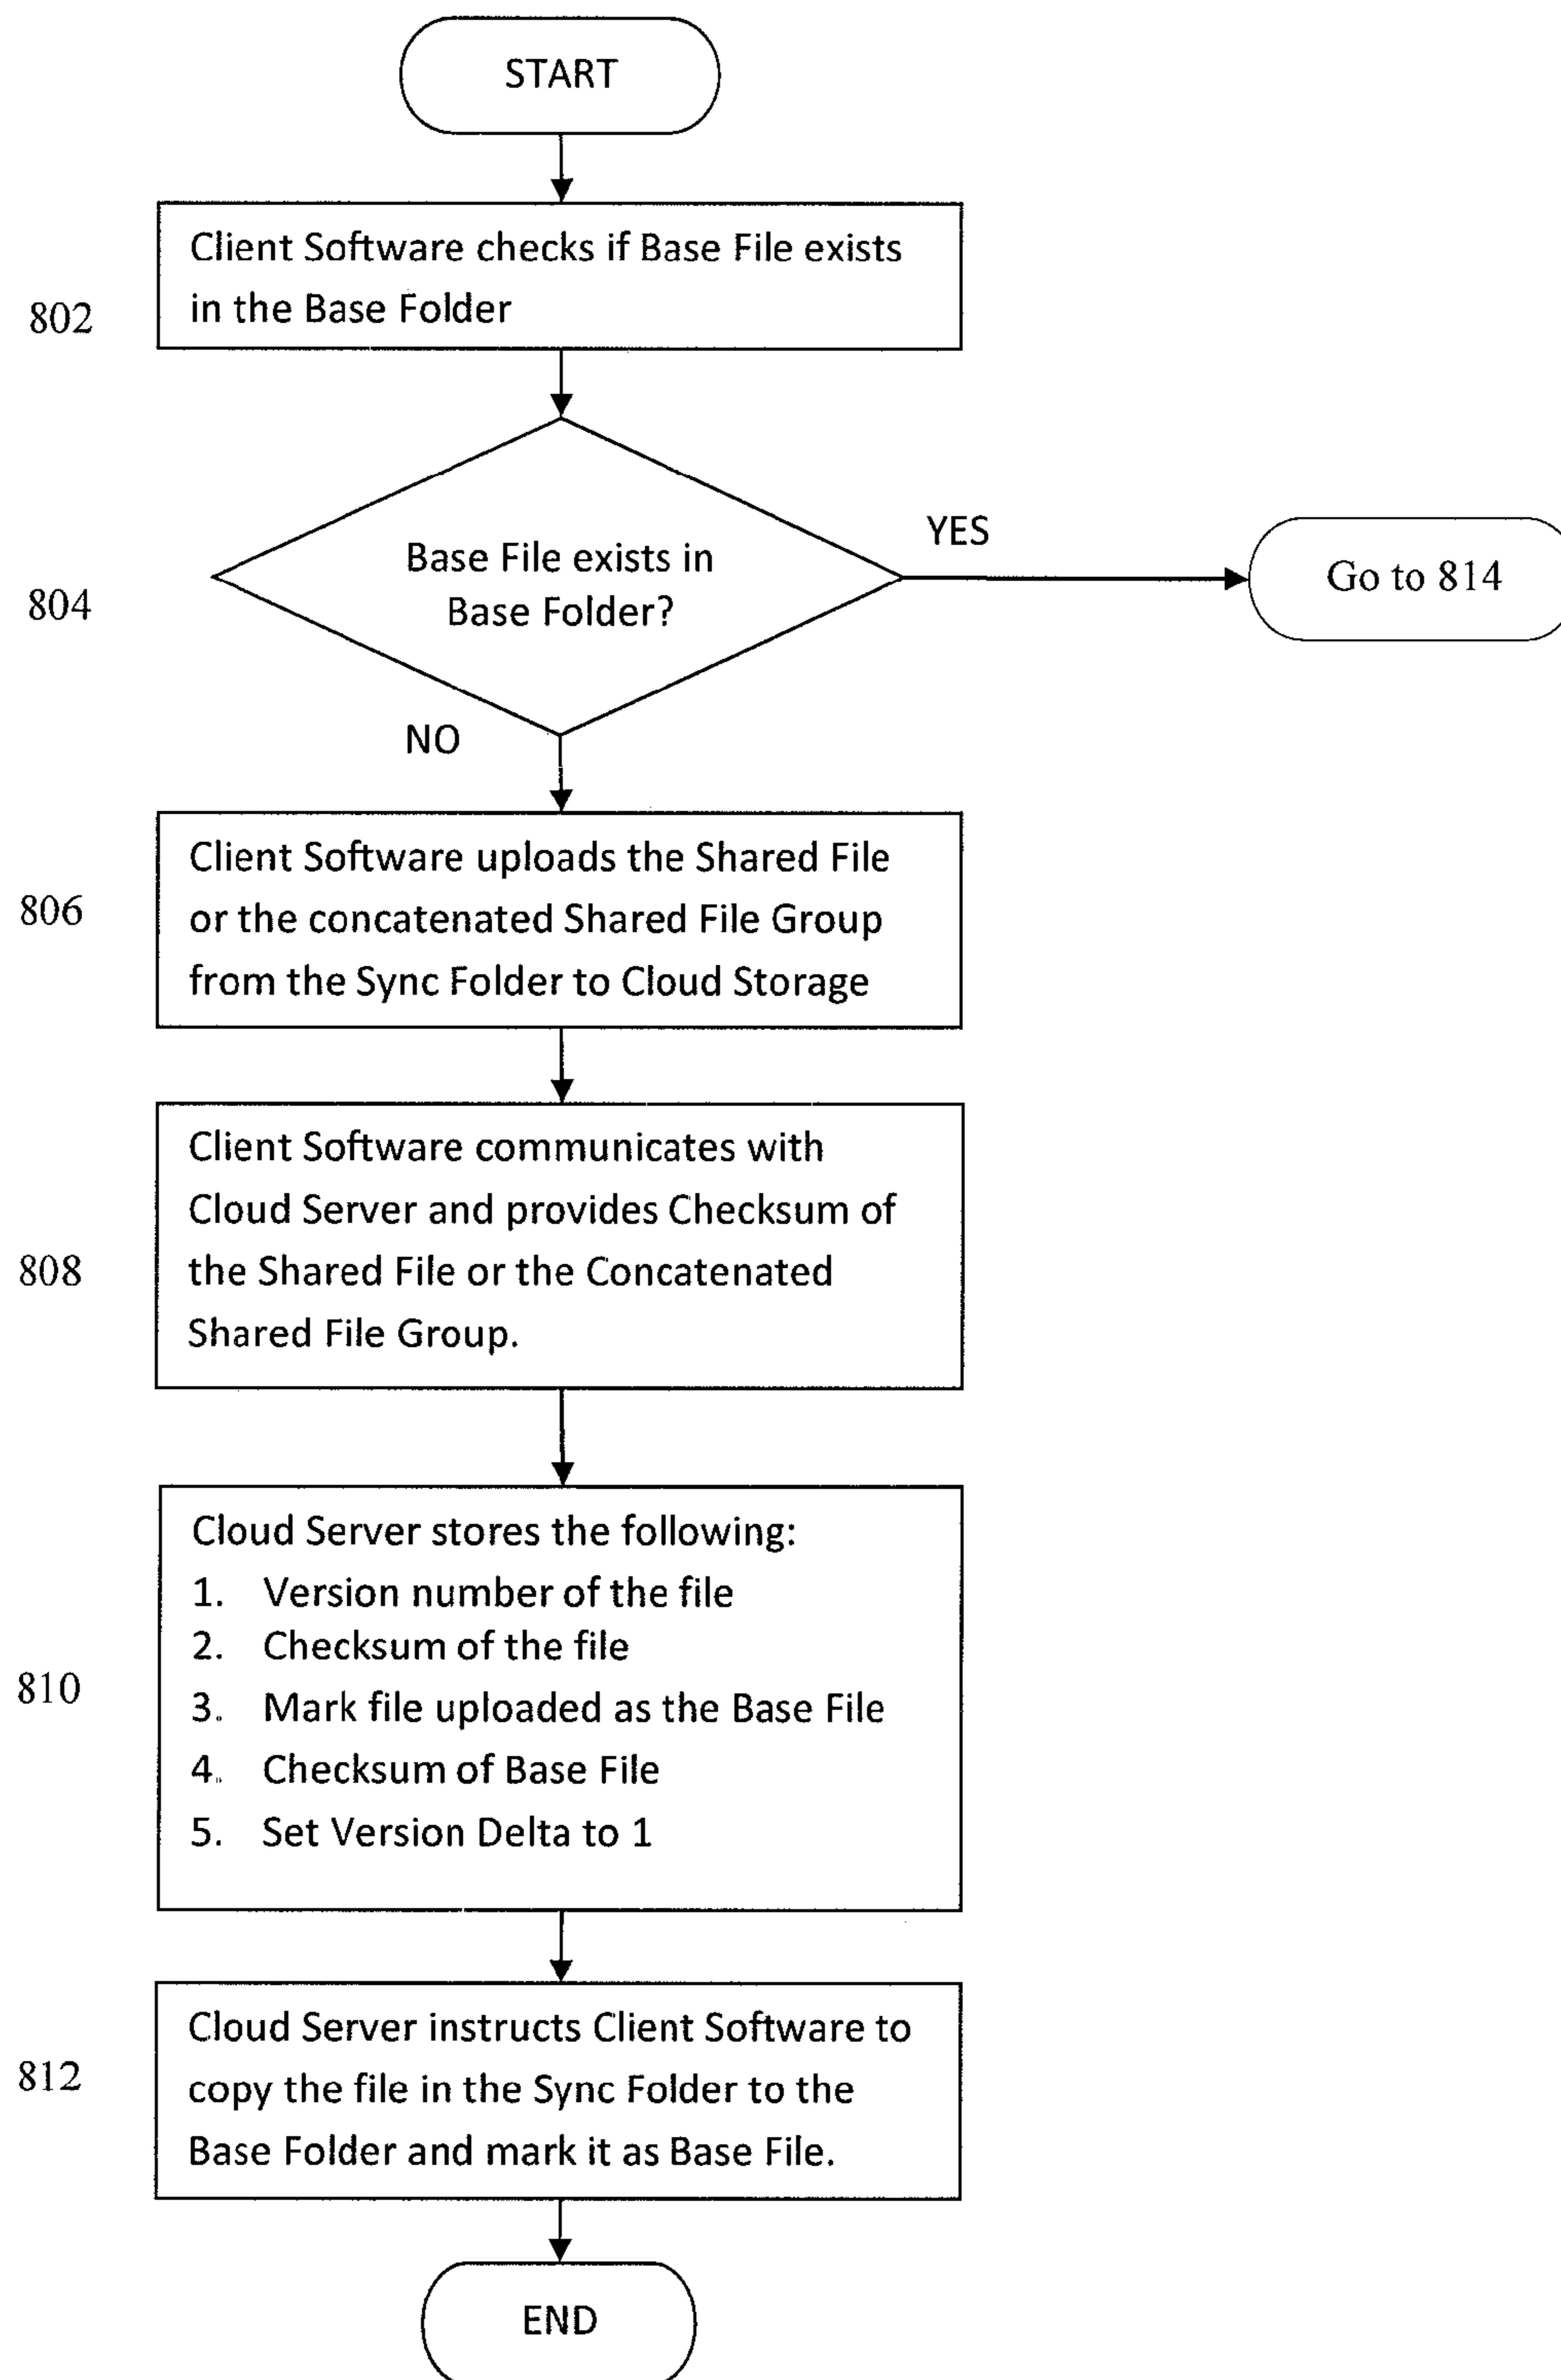 START
Client Software checks if Base File exists
in the Base Folder
802
YES
Base File exists in
Base Folder?
Go to 814
804
NO
Client Software uploads the Shared File
or the concatenated Shared File Group
from the Sync Folder to Cloud Storage
806
Client Software communicates with
Cloud Server and provides Checksum of
the Shared File or the Concatenated
Shared File Group.
808
Cloud Server stores the following:
1. Version number of the file
2. Checksum of the file
3. Mark file uploaded as the Base File
4. Checksum of Base File
5. Set Version Delta to 1
810
Cloud Server instructs Client Software to
copy the file in the Sync Folder to the
Base Folder and mark it as Base File.
812
END